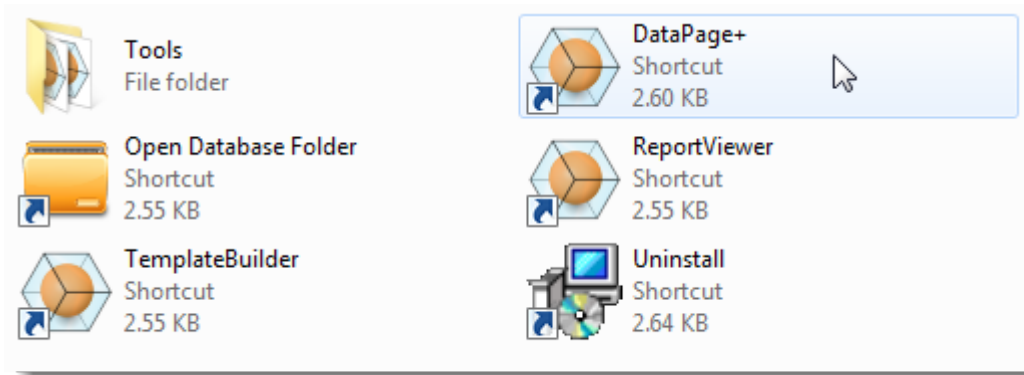 Tools
File folder
DataPage+
Shortcut
2.60 KB
Open Database Folder
Shortcut
2.55 KB
ReportViewer
Shortcut
2.55 KB
TemplateBuilder
Shortcut
2.55 KB
Uninstall
Shortcut
2.64 KB